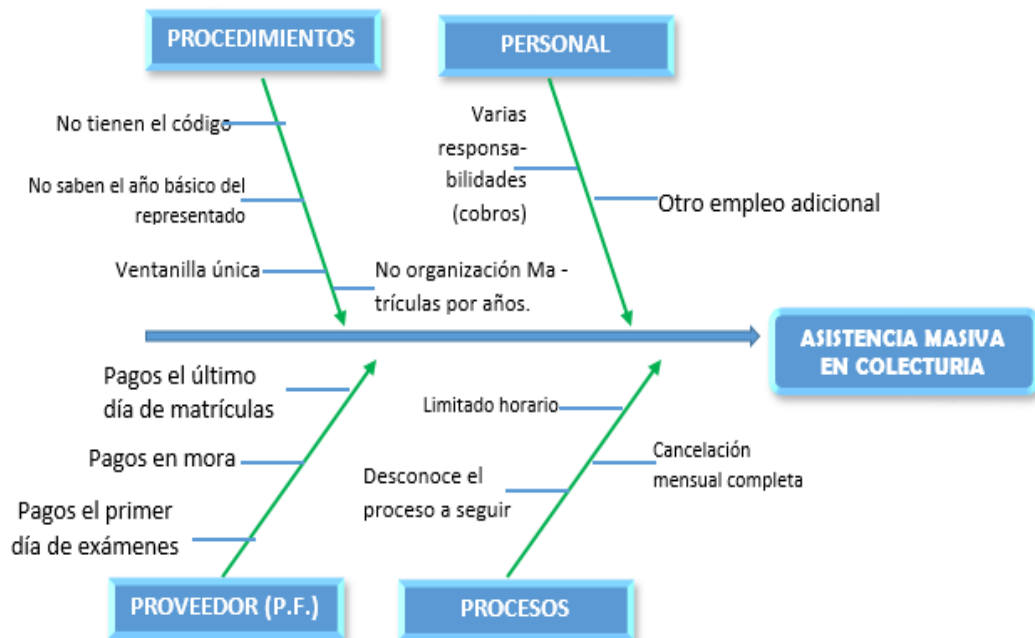 PROCEDIMIENTOS
PERSONAL
No tienen el código
No saben el año básico del
representado
Ventanilla única
No organización Ma -
trículas por años.
Varias
responsa-
bilidades
(cobros)
Otro empleo adicional
ASISTENCIA MASIVA
EN COLECTURIA
Pagos el último
día de matrículas
Pagos en mora
Pagos el primer
día de exámenes
Limitado horario
Desconoce el
proceso a seguir
Cancelación
mensual completa
PROVEEDOR (P.F.)
PROCESOS